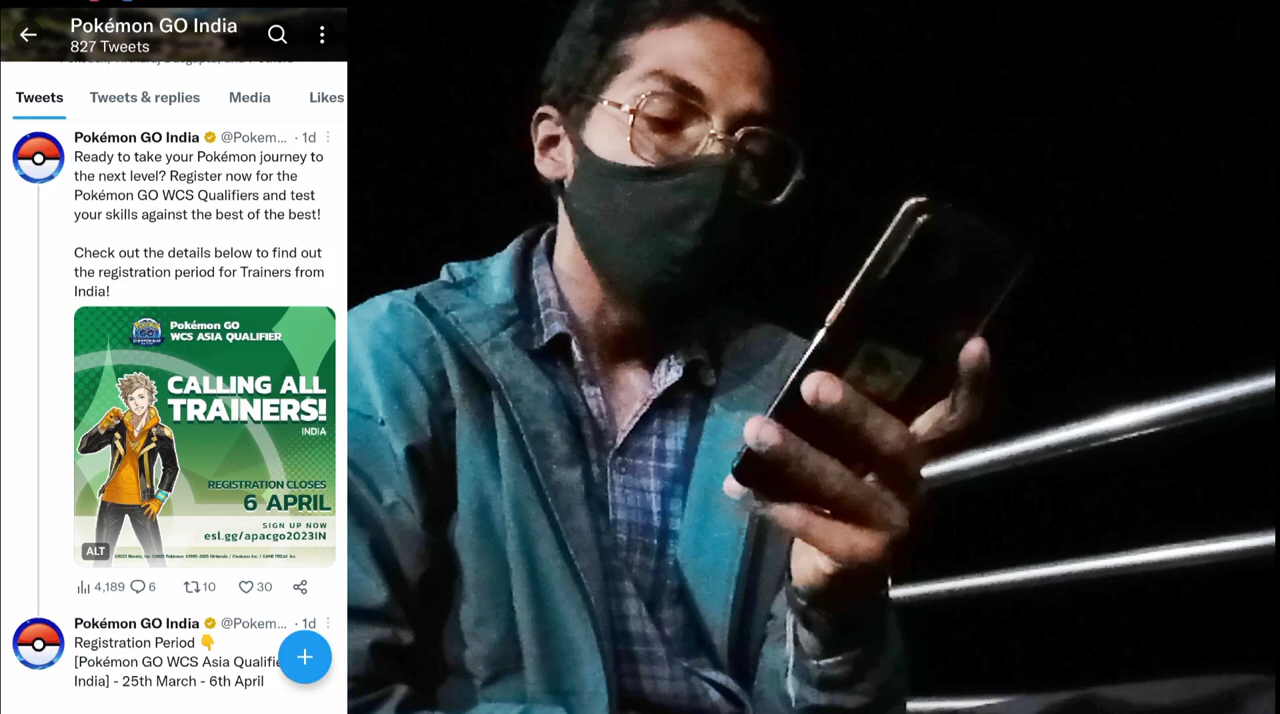 Pokémon GO India
827 Tweets
Tweets
Tweets & replies
Media
Likes
Pokémon GO India @Pokem... · 1d
Ready to take your Pokémon journey to
the next level? Register now for the
Pokémon GO WCS Qualifiers and test
your skills against the best of the best!
Check out the details below to find out
the registration period for Trainers from
India!
Pokémon GO
WCS ASIA QUALIFIER
CALLING ALL
TRAINERS!
INDIA
REGISTRATION CLOSES
6 APRIL
SIGN UP NOW
esl.gg/apacgo2023IN
ALT
4,189 6 10 30
Pokémon GO India @Pokem... · 1d
Registration Period 👇
[Pokémon GO WCS Asia Qualifie
India] - 25th March - 6th April